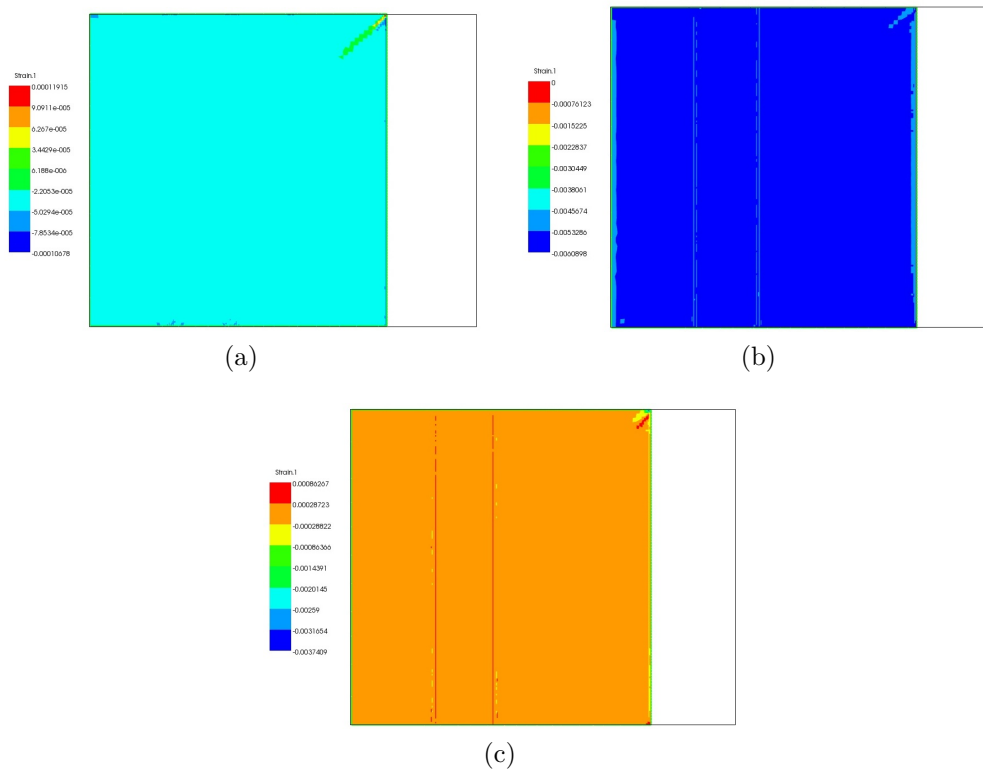 Strain.1
0.00011915
9.0911e-005
6.267e-005
3.4429e-005
6.188e-006
-2.2053e-005
-5.0294e-005
-7.8534e-005
-0.00010678
(a)
Strain.1
0
-0.00076123
-0.0015225
-0.0022837
-0.0030449
-0.0038061
-0.0045674
-0.0053286
-0.0060898
(b)
Strain.1
0.00086267
0.00028723
-0.00028822
-0.00086366
-0.0014391
-0.0020145
-0.00259
-0.0031654
-0.0037409
(c)